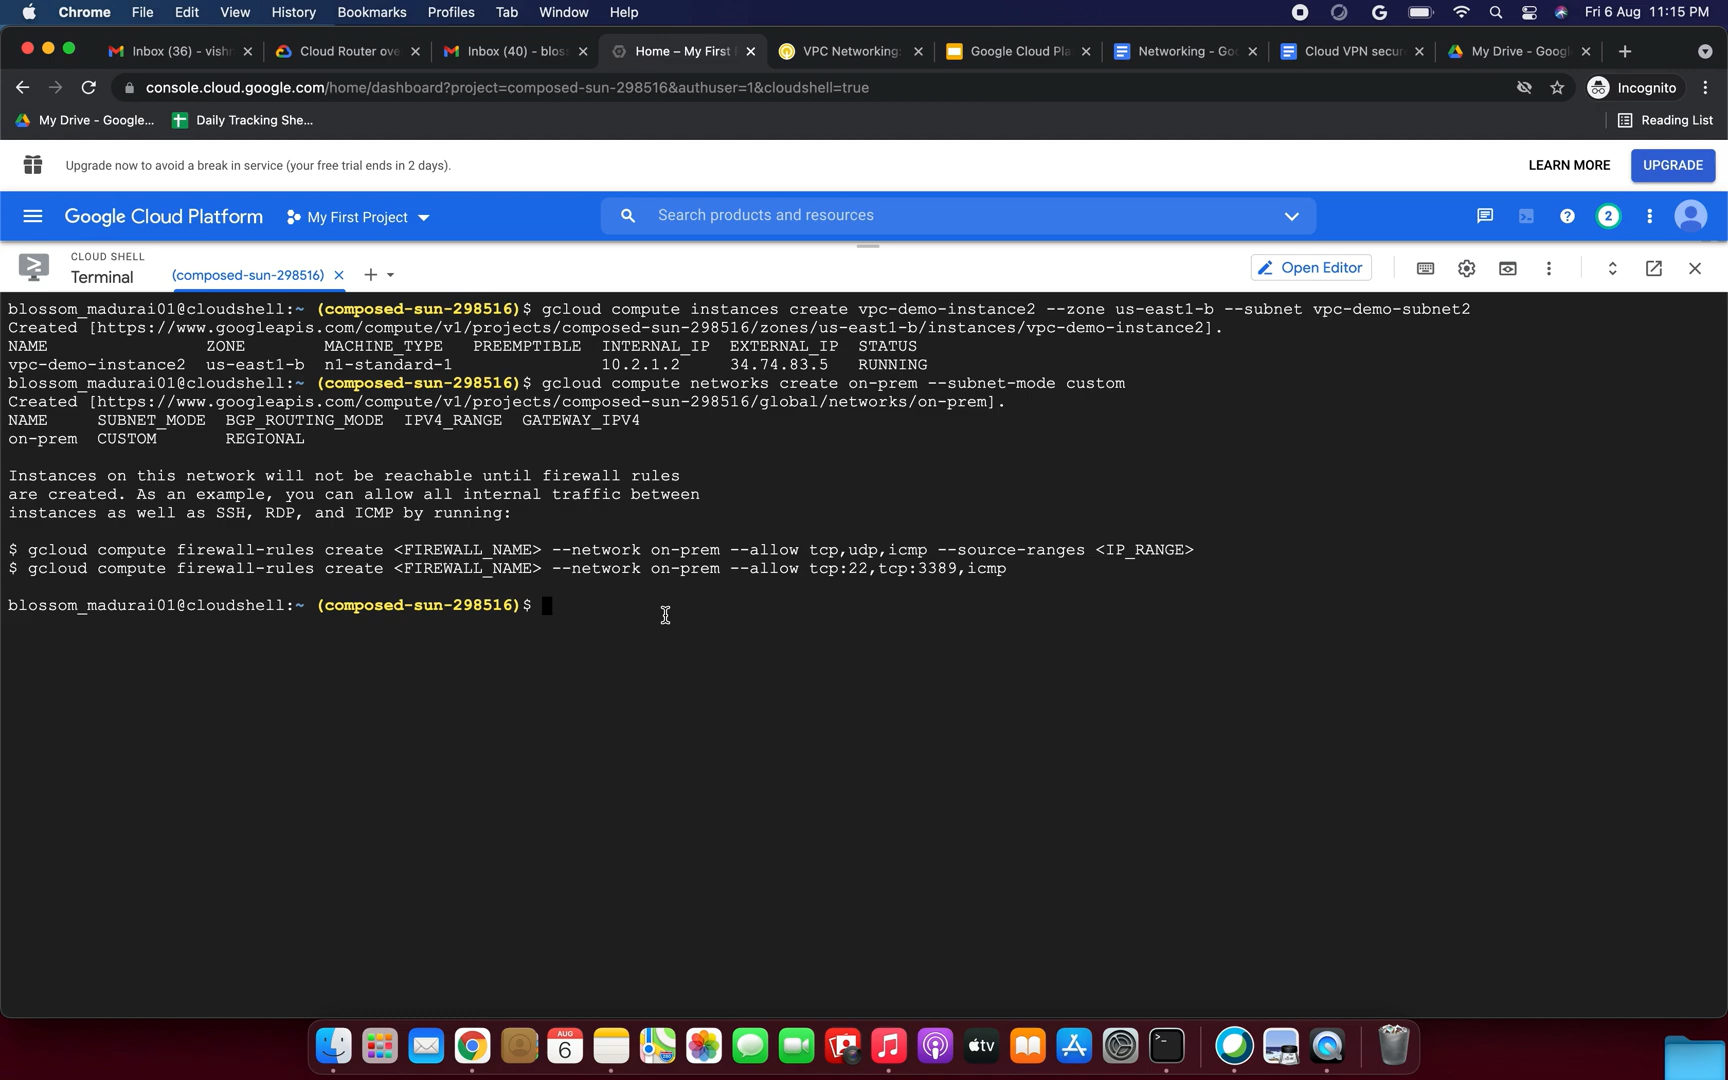 Chrome File Edit View History Bookmarks Profiles Tab Window Help Fri 6 Aug 11:15 PM
Inbox (36) - vishn Cloud Router ove Inbox (40) - blos Home – My First VPC Networking: Google Cloud Pla Networking - Go Cloud VPN secur My Drive - Googl
console.cloud.google.com/home/dashboard?project=composed-sun-298516&authuser=1&cloudshell=true Incognito
My Drive - Google... Daily Tracking She... Reading List
Upgrade now to avoid a break in service (your free trial ends in 2 days). LEARN MORE UPGRADE
Google Cloud Platform My First Project Search products and resources 2
CLOUD SHELL
Terminal (composed-sun-298516) Open Editor
blossom_madurai01@cloudshell:~ (composed-sun-298516)$ gcloud compute instances create vpc-demo-instance2 --zone us-east1-b --subnet vpc-demo-subnet2
Created [https://www.googleapis.com/compute/v1/projects/composed-sun-298516/zones/us-east1-b/instances/vpc-demo-instance2].
NAME ZONE MACHINE_TYPE PREEMPTIBLE INTERNAL_IP EXTERNAL_IP STATUS
vpc-demo-instance2 us-east1-b n1-standard-1 10.2.1.2 34.74.83.5 RUNNING
blossom_madurai01@cloudshell:~ (composed-sun-298516)$ gcloud compute networks create on-prem --subnet-mode custom
Created [https://www.googleapis.com/compute/v1/projects/composed-sun-298516/global/networks/on-prem].
NAME SUBNET_MODE BGP_ROUTING_MODE IPV4_RANGE GATEWAY_IPV4
on-prem CUSTOM REGIONAL
Instances on this network will not be reachable until firewall rules
are created. As an example, you can allow all internal traffic between
instances as well as SSH, RDP, and ICMP by running:
$ gcloud compute firewall-rules create <FIREWALL_NAME> --network on-prem --allow tcp,udp,icmp --source-ranges <IP_RANGE>
$ gcloud compute firewall-rules create <FIREWALL_NAME> --network on-prem --allow tcp:22,tcp:3389,icmp
blossom_madurai01@cloudshell:~ (composed-sun-298516)$
AUG
6
tv